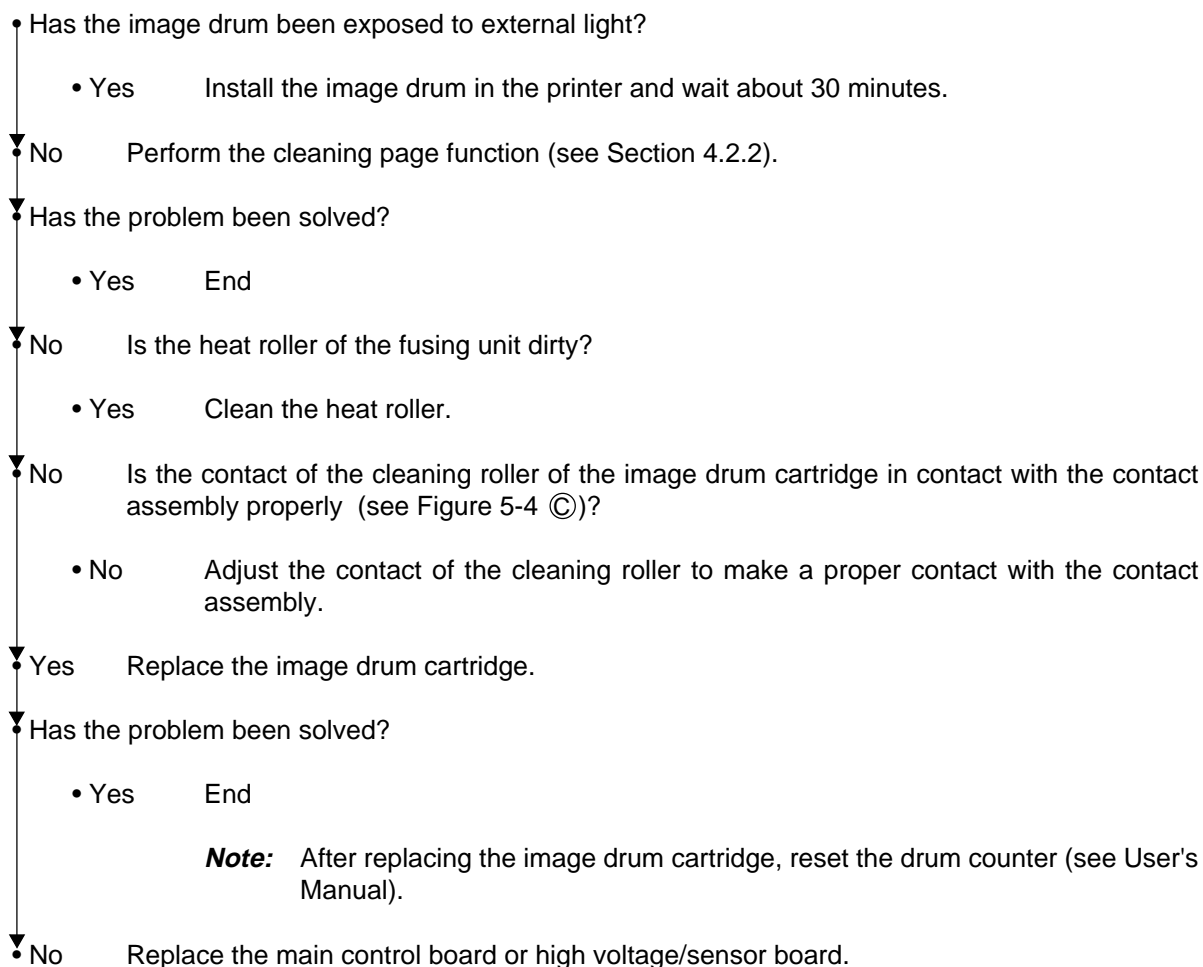 • Has the image drum been exposed to external light?
• Yes Install the image drum in the printer and wait about 30 minutes.
• No Perform the cleaning page function (see Section 4.2.2).
• Has the problem been solved?
• Yes End
• No Is the heat roller of the fusing unit dirty?
• Yes Clean the heat roller.
• No Is the contact of the cleaning roller of the image drum cartridge in contact with the contact
assembly properly (see Figure 5-4 Ⓒ)?
• No Adjust the contact of the cleaning roller to make a proper contact with the contact
assembly.
• Yes Replace the image drum cartridge.
• Has the problem been solved?
• Yes End
Note: After replacing the image drum cartridge, reset the drum counter (see User's
Manual).
• No Replace the main control board or high voltage/sensor board.